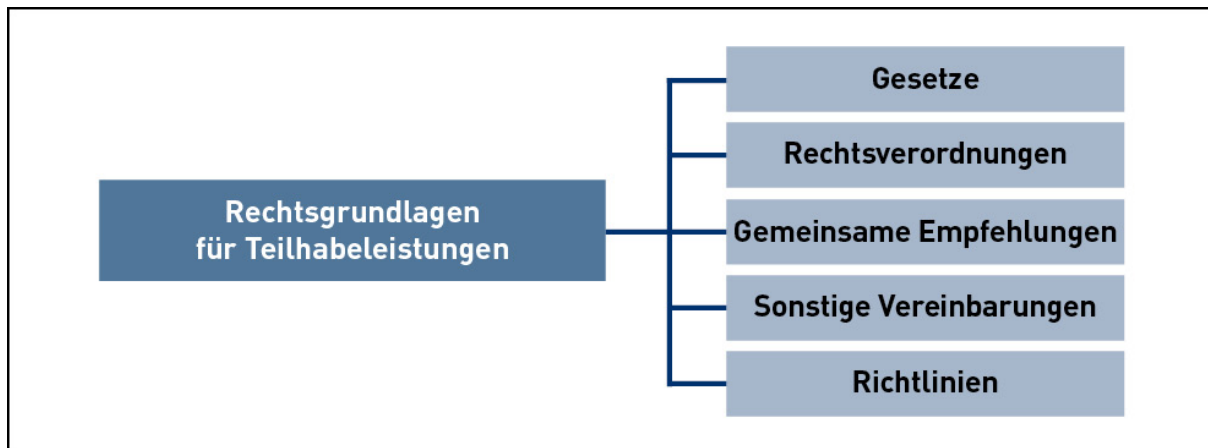 Rechtsgrundlagen
für Teilhabeleistungen
Gesetze
Rechtsverordnungen
Gemeinsame Empfehlungen
Sonstige Vereinbarungen
Richtlinien